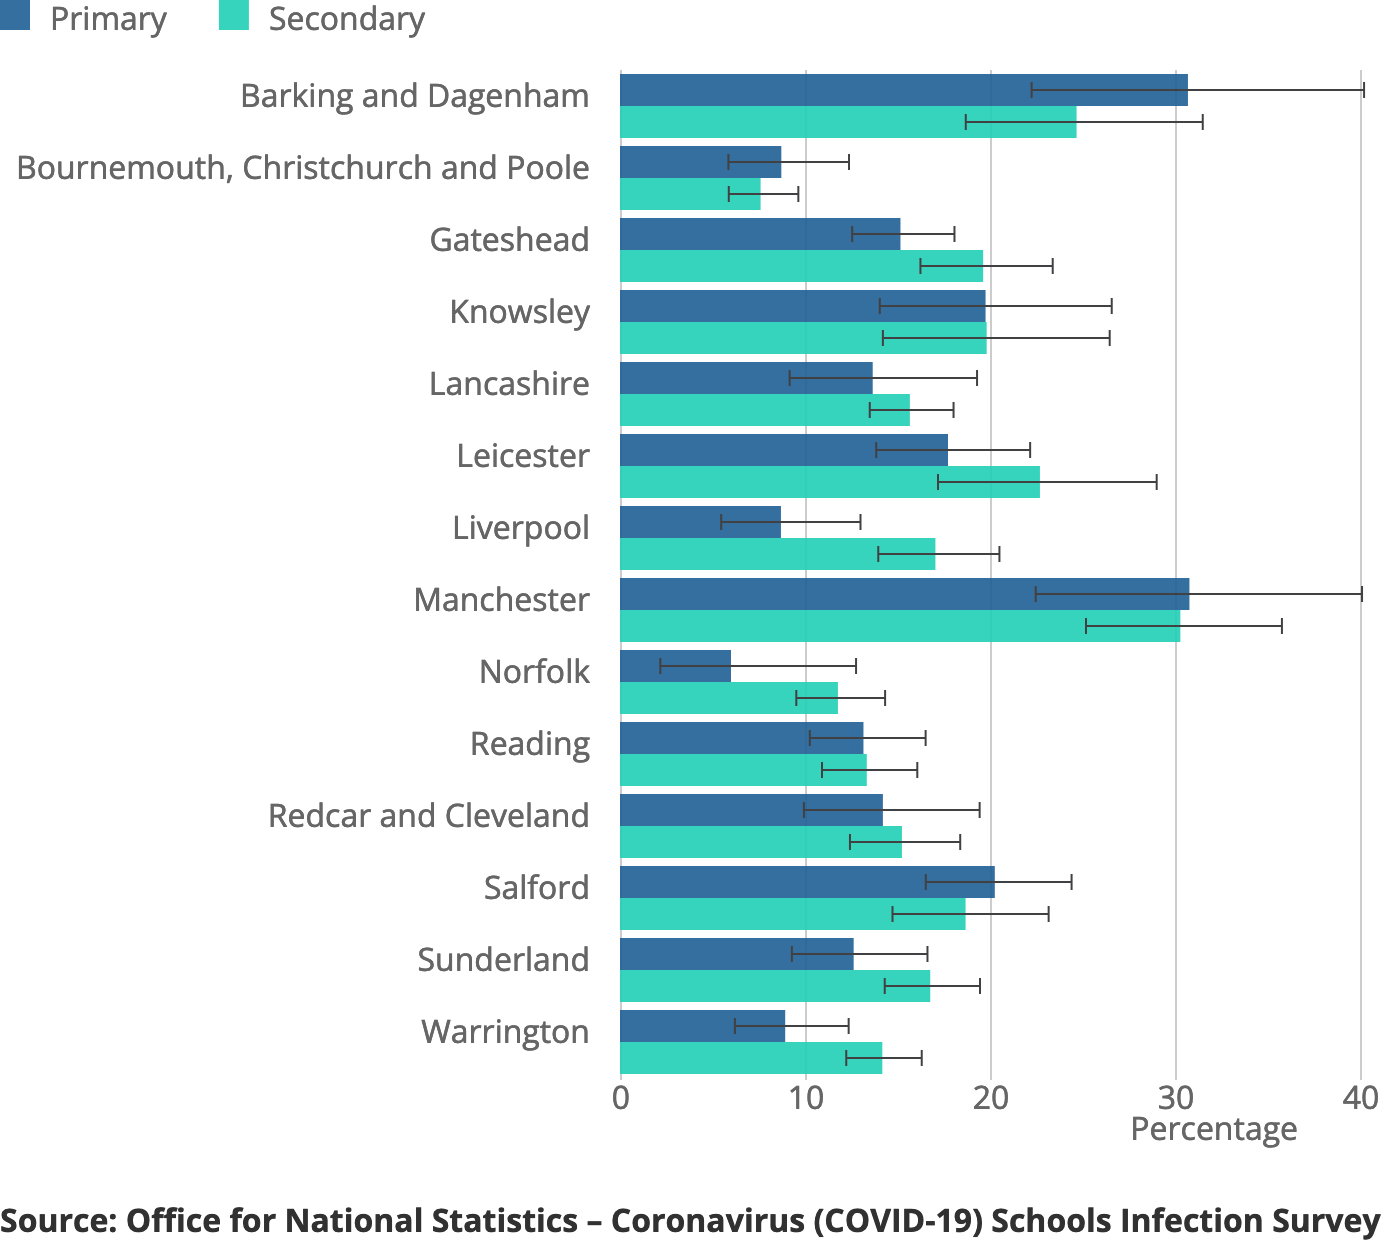 Primary Secondary
Barking and Dagenham
Bournemouth, Christchurch and Poole
Gateshead
Knowsley
Lancashire
Leicester
Liverpool
Manchester
Norfolk
Reading
Redcar and Cleveland
Salford
Sunderland
Warrington
0 10 20 30 40
Percentage
Source: Office for National Statistics – Coronavirus (COVID-19) Schools Infection Survey